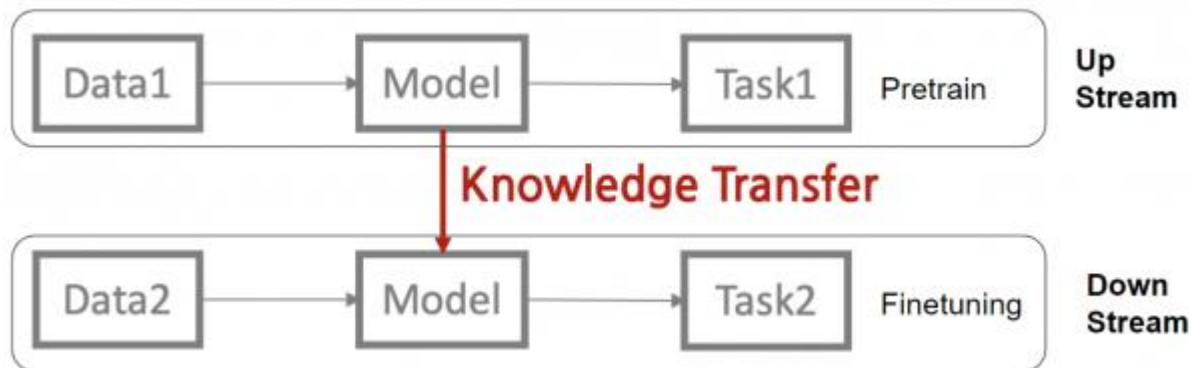 Data1 Model Task1 Pretrain
Up
Stream
Knowledge Transfer
Data2 Model Task2 Finetuning
Down
Stream